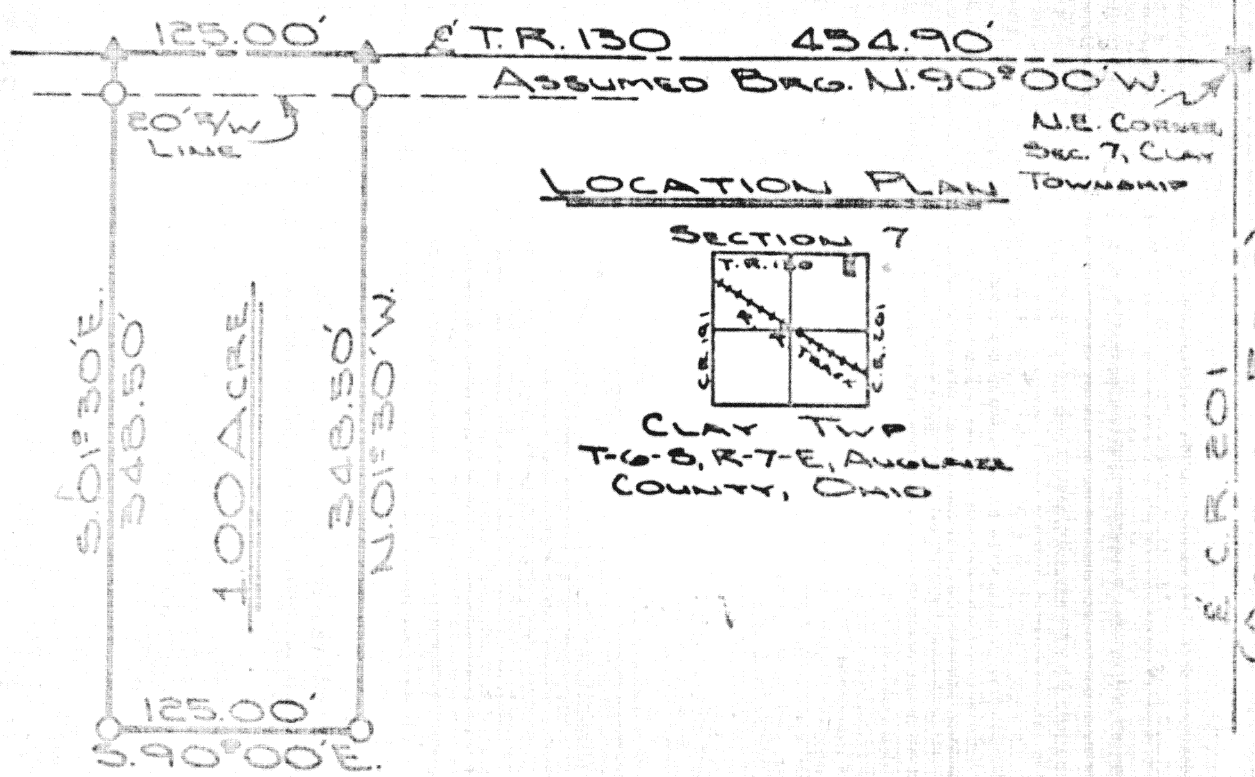 125.00'
℄ T.R. 130
454.90'
ASSUMED BRG. N. 90°00' W.
20' R/W
LINE
N.E. CORNER
SEC. 7, CLAY
TOWNSHIP
LOCATION PLAN
SECTION 7
T.R. 130
C.R. 191
R. R.
TRACK
C.R. 201
CLAY TWP
T-6-S, R-7-E, AUGLAIZE
COUNTY, OHIO
S. 01°30' E.
348.50'
1.00 ACRE
348.50'
N. 01°30' W.
℄ C.R. 201
125.00'
S. 90°00' E.